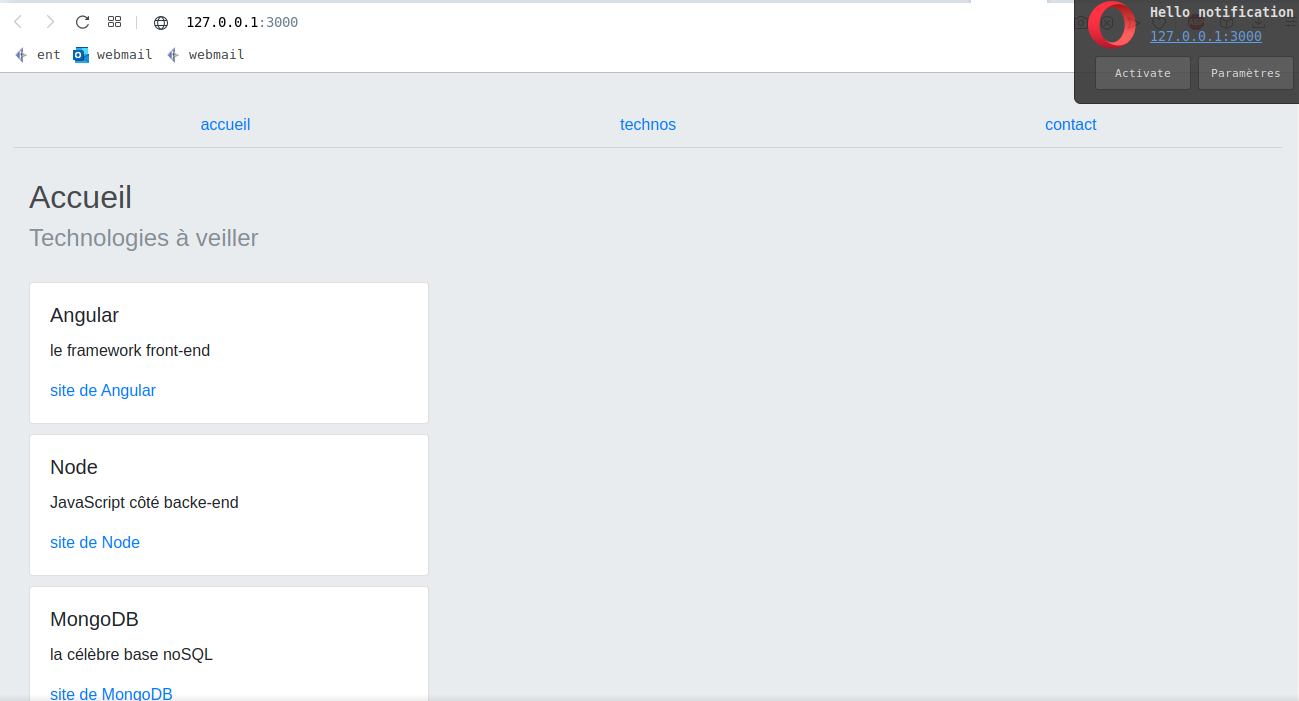 127.0.0.1:3000
Hello notification
127.0.0.1:3000
Activate Paramètres
ent webmail webmail
accueil technos contact
Accueil
Technologies à veiller
Angular
le framework front-end
site de Angular
Node
JavaScript côté backe-end
site de Node
MongoDB
la célèbre base noSQL
site de MongoDB